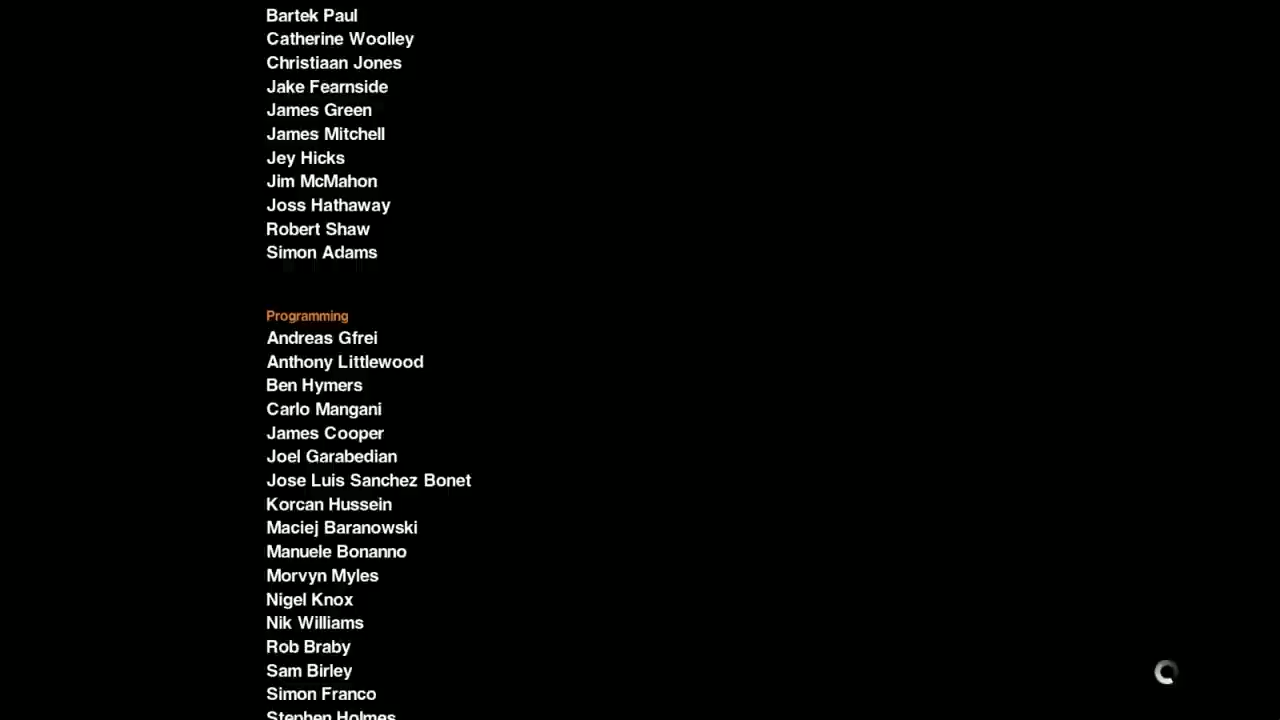 Bartek Paul
Catherine Woolley
Christiaan Jones
Jake Fearnside
James Green
James Mitchell
Jey Hicks
Jim McMahon
Joss Hathaway
Robert Shaw
Simon Adams
Programming
Andreas Gfrei
Anthony Littlewood
Ben Hymers
Carlo Mangani
James Cooper
Joel Garabedian
Jose Luis Sanchez Bonet
Korcan Hussein
Maciej Baranowski
Manuele Bonanno
Morvyn Myles
Nigel Knox
Nik Williams
Rob Braby
Sam Birley
Simon Franco
Stephen Holmes